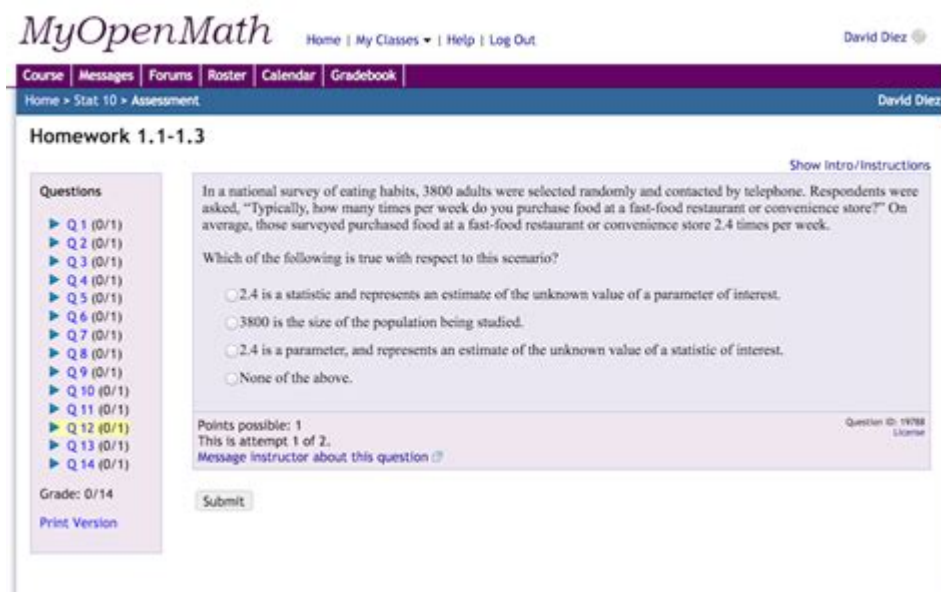 MyOpenMath
Home | My Classes ▾ | Help | Log Out
David Diez
Course | Messages | Forums | Roster | Calendar | Gradebook |
Home > Stat 10 > Assessment
David Diez
Homework 1.1-1.3
Show Intro/Instructions
Questions
Q 1 (0/1)
Q 2 (0/1)
Q 3 (0/1)
Q 4 (0/1)
Q 5 (0/1)
Q 6 (0/1)
Q 7 (0/1)
Q 8 (0/1)
Q 9 (0/1)
Q 10 (0/1)
Q 11 (0/1)
Q 12 (0/1)
Q 13 (0/1)
Q 14 (0/1)
Grade: 0/14
Print Version
In a national survey of eating habits, 3800 adults were selected randomly and contacted by telephone. Respondents were
asked, “Typically, how many times per week do you purchase food at a fast-food restaurant or convenience store?” On
average, those surveyed purchased food at a fast-food restaurant or convenience store 2.4 times per week.
Which of the following is true with respect to this scenario?
2.4 is a statistic and represents an estimate of the unknown value of a parameter of interest.
3800 is the size of the population being studied.
2.4 is a parameter, and represents an estimate of the unknown value of a statistic of interest.
None of the above.
Points possible: 1
This is attempt 1 of 2.
Message instructor about this question
Question ID: 19788
License
Submit